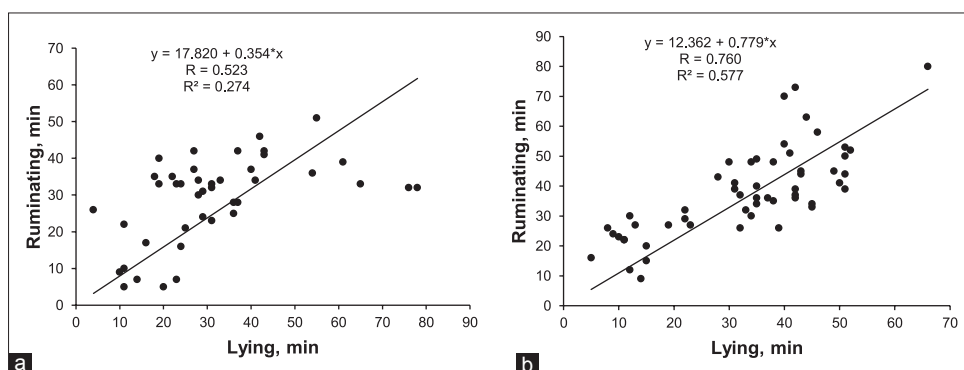 y = 17.820 + 0.354*x
R = 0.523
R² = 0.274
70
60
50
40
30
20
10
0
Ruminating, min
0 10 20 30 40 50 60 70 80 90
Lying, min
a
y = 12.362 + 0.779*x
R = 0.760
R² = 0.577
90
80
70
60
50
40
30
20
10
0
Ruminating, min
0 10 20 30 40 50 60 70
Lying, min
b